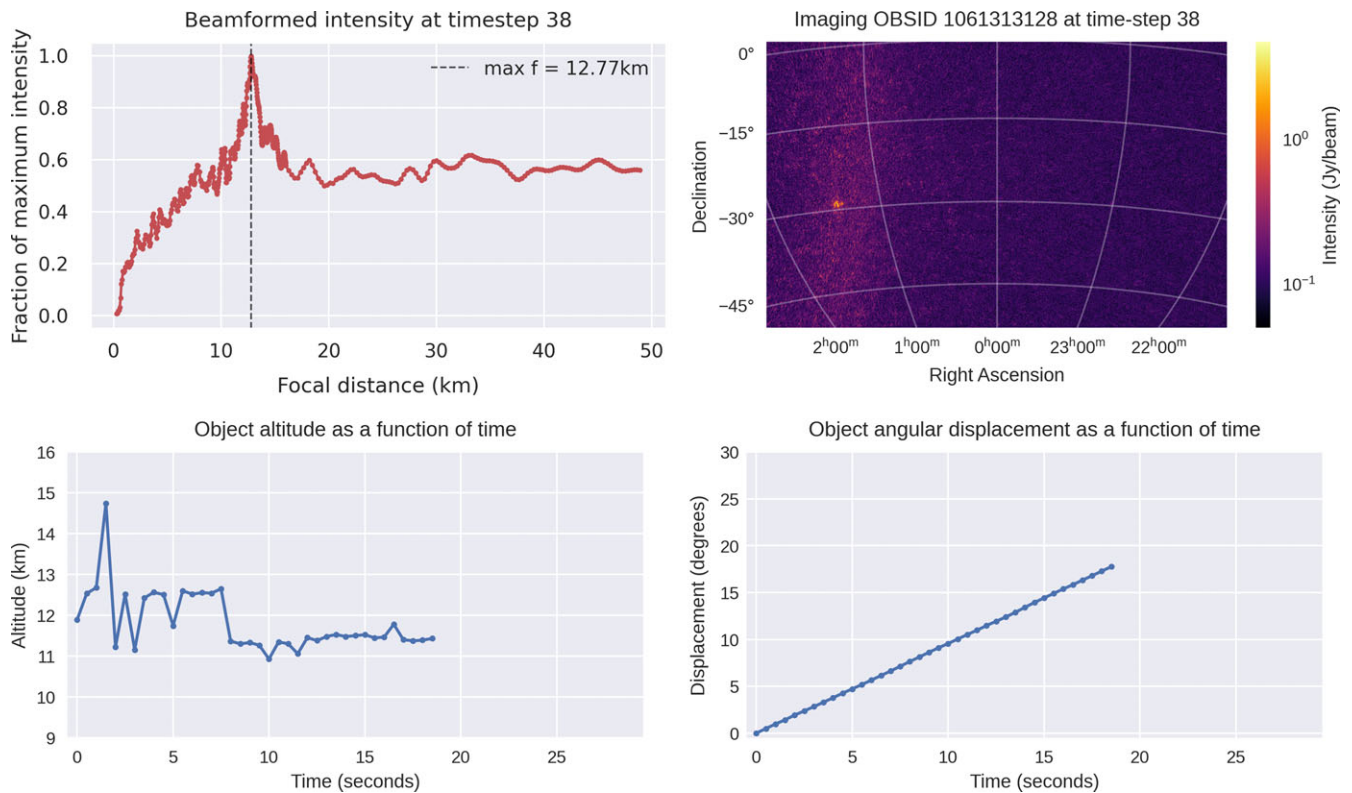 Beamformed intensity at timestep 38
Fraction of maximum intensity
1.0
0.8
0.6
0.4
0.2
0.0
max f = 12.77km
0 10 20 30 40 50
Focal distance (km)
Imaging OBSID 1061313128 at time-step 38
Declination
0°
−15°
−30°
−45°
2ʰ00ᵐ 1ʰ00ᵐ 0ʰ00ᵐ 23ʰ00ᵐ 22ʰ00ᵐ
Right Ascension
10⁰
10⁻¹
Intensity (Jy/beam)
Object altitude as a function of time
Altitude (km)
16
15
14
13
12
11
10
9
0 5 10 15 20 25
Time (seconds)
Object angular displacement as a function of time
Displacement (degrees)
30
25
20
15
10
5
0
0 5 10 15 20 25
Time (seconds)